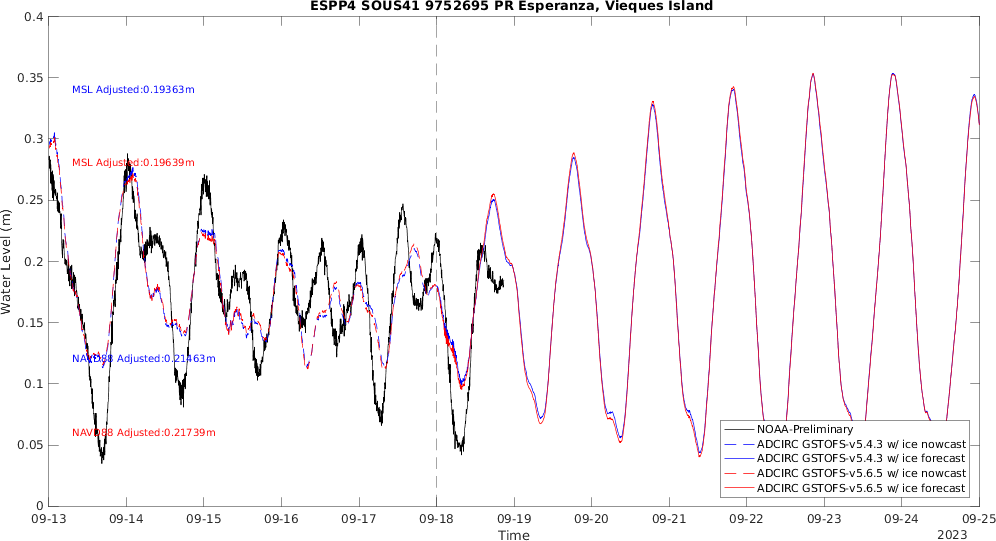 ESPP4 SOUS41 9752695 PR Esperanza, Vieques Island
0.4
0.35
0.3
0.25
0.2
0.15
0.1
0.05
0
Water Level (m)
MSL Adjusted:0.19363m
MSL Adjusted:0.19639m
NAVD88 Adjusted:0.21463m
NAVD88 Adjusted:0.21739m
NOAA-Preliminary
ADCIRC GSTOFS-v5.4.3 w/ ice nowcast
ADCIRC GSTOFS-v5.4.3 w/ ice forecast
ADCIRC GSTOFS-v5.6.5 w/ ice nowcast
ADCIRC GSTOFS-v5.6.5 w/ ice forecast
09-13 09-14 09-15 09-16 09-17 09-18 09-19 09-20 09-21 09-22 09-23 09-24 09-25
Time
2023